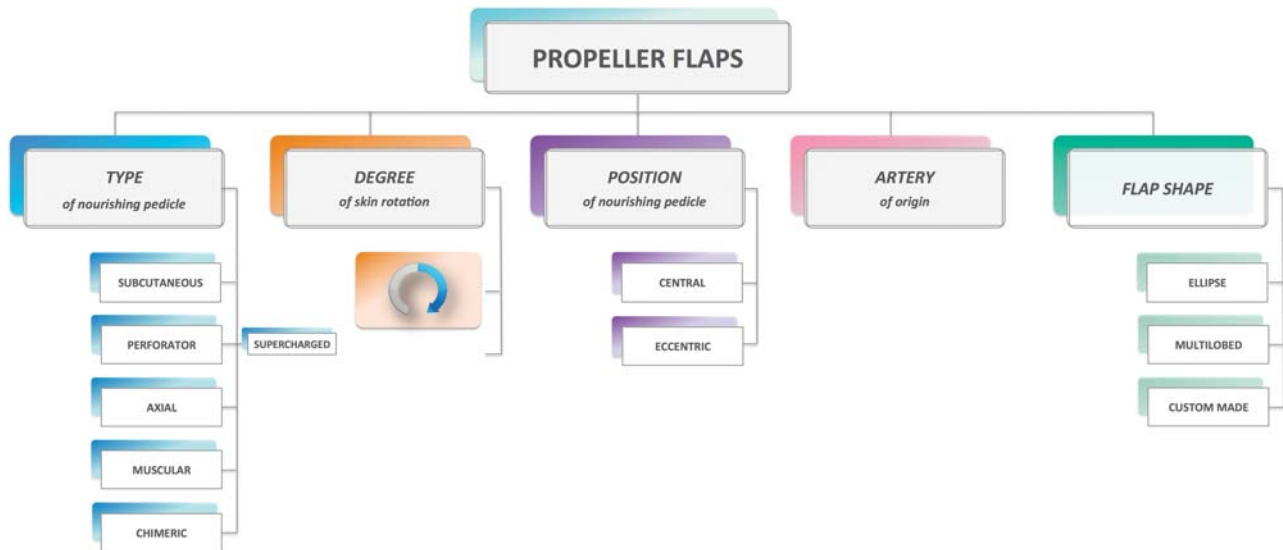 PROPELLER FLAPS
TYPE
of nourishing pedicle
SUBCUTANEOUS
PERFORATOR
SUPERCHARGED
AXIAL
MUSCULAR
CHIMERIC
DEGREE
of skin rotation
POSITION
of nourishing pedicle
CENTRAL
ECCENTRIC
ARTERY
of origin
FLAP SHAPE
ELLIPSE
MULTILOBED
CUSTOM MADE